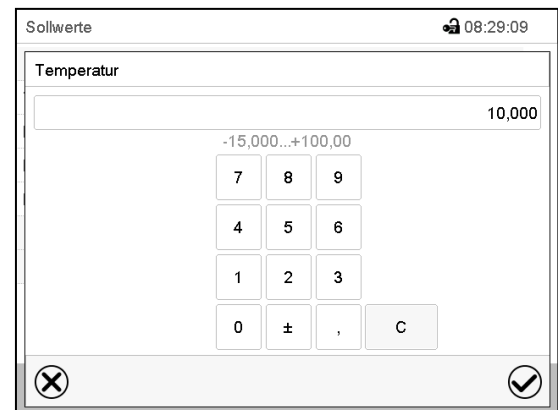 Sollwerte 08:29:09
Temperatur
10,000
-15,000...+100,00
7 8 9
4 5 6
1 2 3
0 ± , C